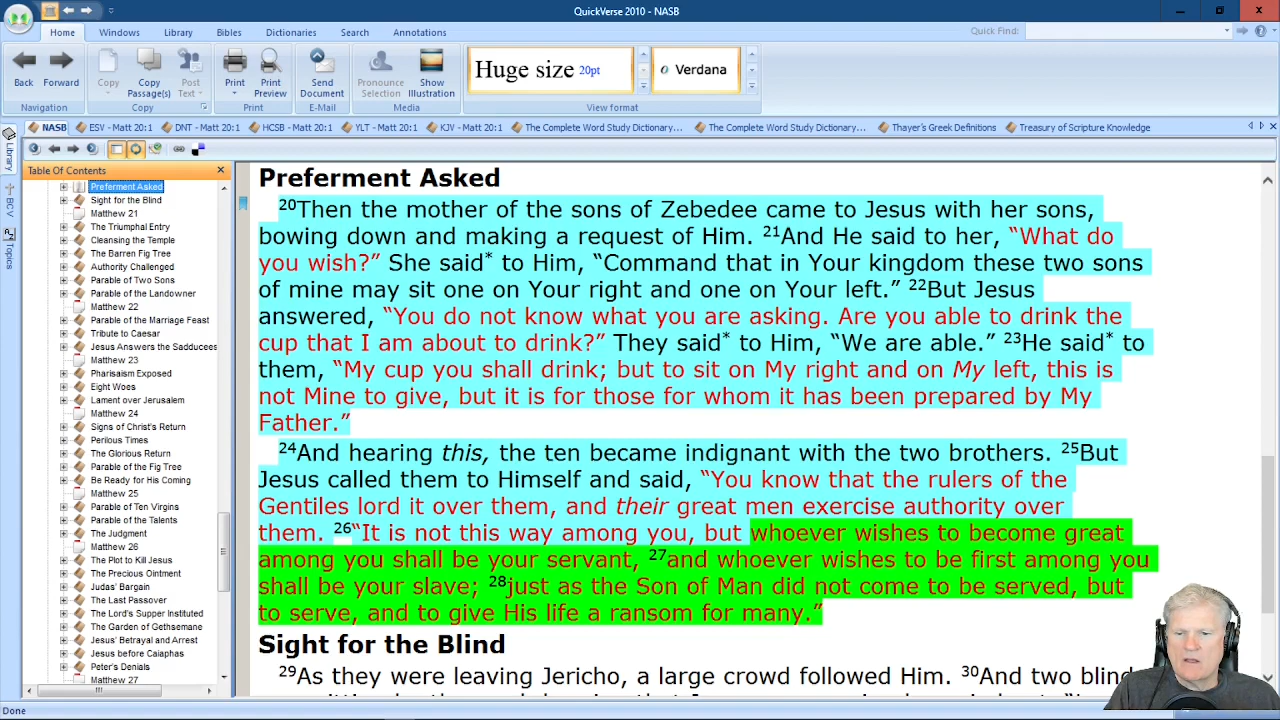 QuickVerse 2010 - NASB
Home Windows Library Bibles Dictionaries Search Annotations Quick Find:
Back Forward Copy Copy Passage(s) Post Text Print Print Preview Send Document Pronounce Selection Show Illustration Huge size 20pt Verdana
Navigation Copy Print E-Mail Media View format
NASB ESV - Matt 20:1 DNT - Matt 20:1 HCSB - Matt 20:1 YLT - Matt 20:1 KJV - Matt 20:1 The Complete Word Study Dictionary... The Complete Word Study Dictionary... Thayer's Greek Definitions Treasury of Scripture Knowledge
Library
BCV
Topics
Table Of Contents
Preferment Asked
Sight for the Blind
Matthew 21
The Triumphal Entry
Cleansing the Temple
The Barren Fig Tree
Authority Challenged
Parable of Two Sons
Parable of the Landowner
Matthew 22
Parable of the Marriage Feast
Tribute to Caesar
Jesus Answers the Sadducees
Matthew 23
Pharisaism Exposed
Eight Woes
Lament over Jerusalem
Matthew 24
Signs of Christ's Return
Perilous Times
The Glorious Return
Parable of the Fig Tree
Be Ready for His Coming
Matthew 25
Parable of Ten Virgins
Parable of the Talents
The Judgment
Matthew 26
The Plot to Kill Jesus
The Precious Ointment
Judas' Bargain
The Last Passover
The Lord's Supper Instituted
The Garden of Gethsemane
Jesus' Betrayal and Arrest
Jesus before Caiaphas
Peter's Denials
Matthew 27
Preferment Asked
20Then the mother of the sons of Zebedee came to Jesus with her sons,
bowing down and making a request of Him. 21And He said to her, “What do
you wish?” She said* to Him, “Command that in Your kingdom these two sons
of mine may sit one on Your right and one on Your left.” 22But Jesus
answered, “You do not know what you are asking. Are you able to drink the
cup that I am about to drink?” They said* to Him, “We are able.” 23He said* to
them, “My cup you shall drink; but to sit on My right and on My left, this is
not Mine to give, but it is for those for whom it has been prepared by My
Father.”
24And hearing this, the ten became indignant with the two brothers. 25But
Jesus called them to Himself and said, “You know that the rulers of the
Gentiles lord it over them, and their great men exercise authority over
them. 26“It is not this way among you, but whoever wishes to become great
among you shall be your servant, 27and whoever wishes to be first among you
shall be your slave; 28just as the Son of Man did not come to be served, but
to serve, and to give His life a ransom for many.”
Sight for the Blind
29As they were leaving Jericho, a large crowd followed Him. 30And two blind
Done